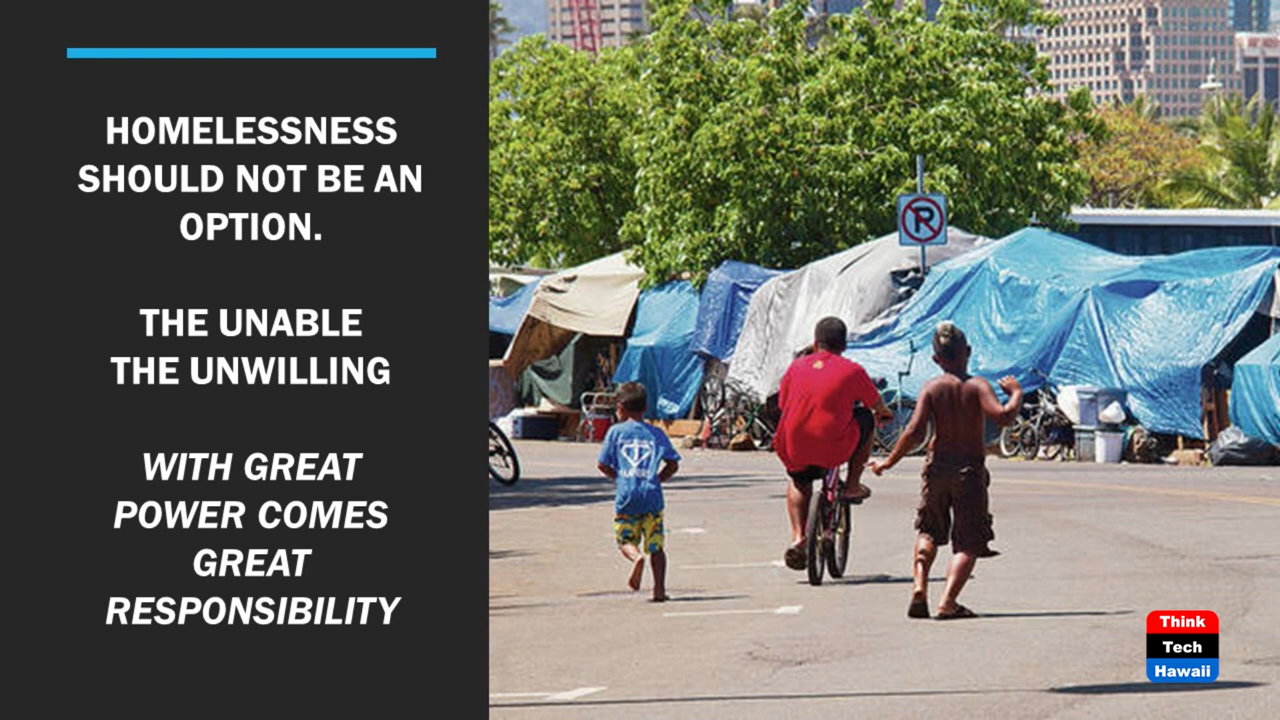 HOMELESSNESS
SHOULD NOT BE AN
OPTION.
THE UNABLE
THE UNWILLING
WITH GREAT
POWER COMES
GREAT
RESPONSIBILITY
P
Think
Tech
Hawaii